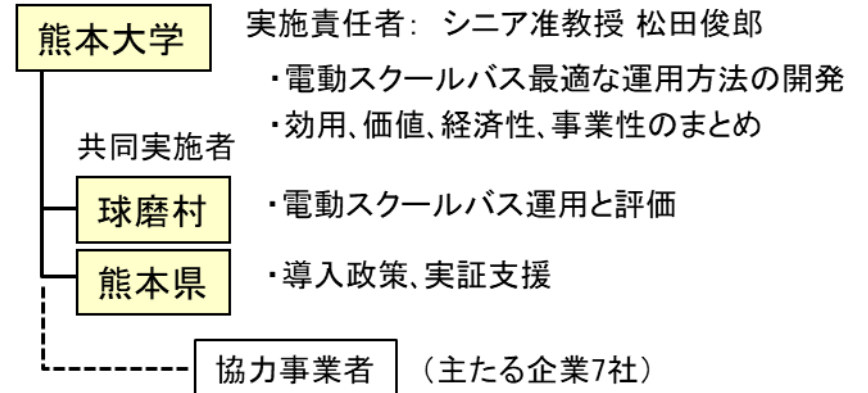 熊本大学
実施責任者： シニア准教授 松田俊郎
・電動スクールバス最適な運用方法の開発
・効用、価値、経済性、事業性のまとめ
共同実施者
球磨村
・電動スクールバス運用と評価
熊本県
・導入政策、実証支援
協力事業者 （主たる企業7社）